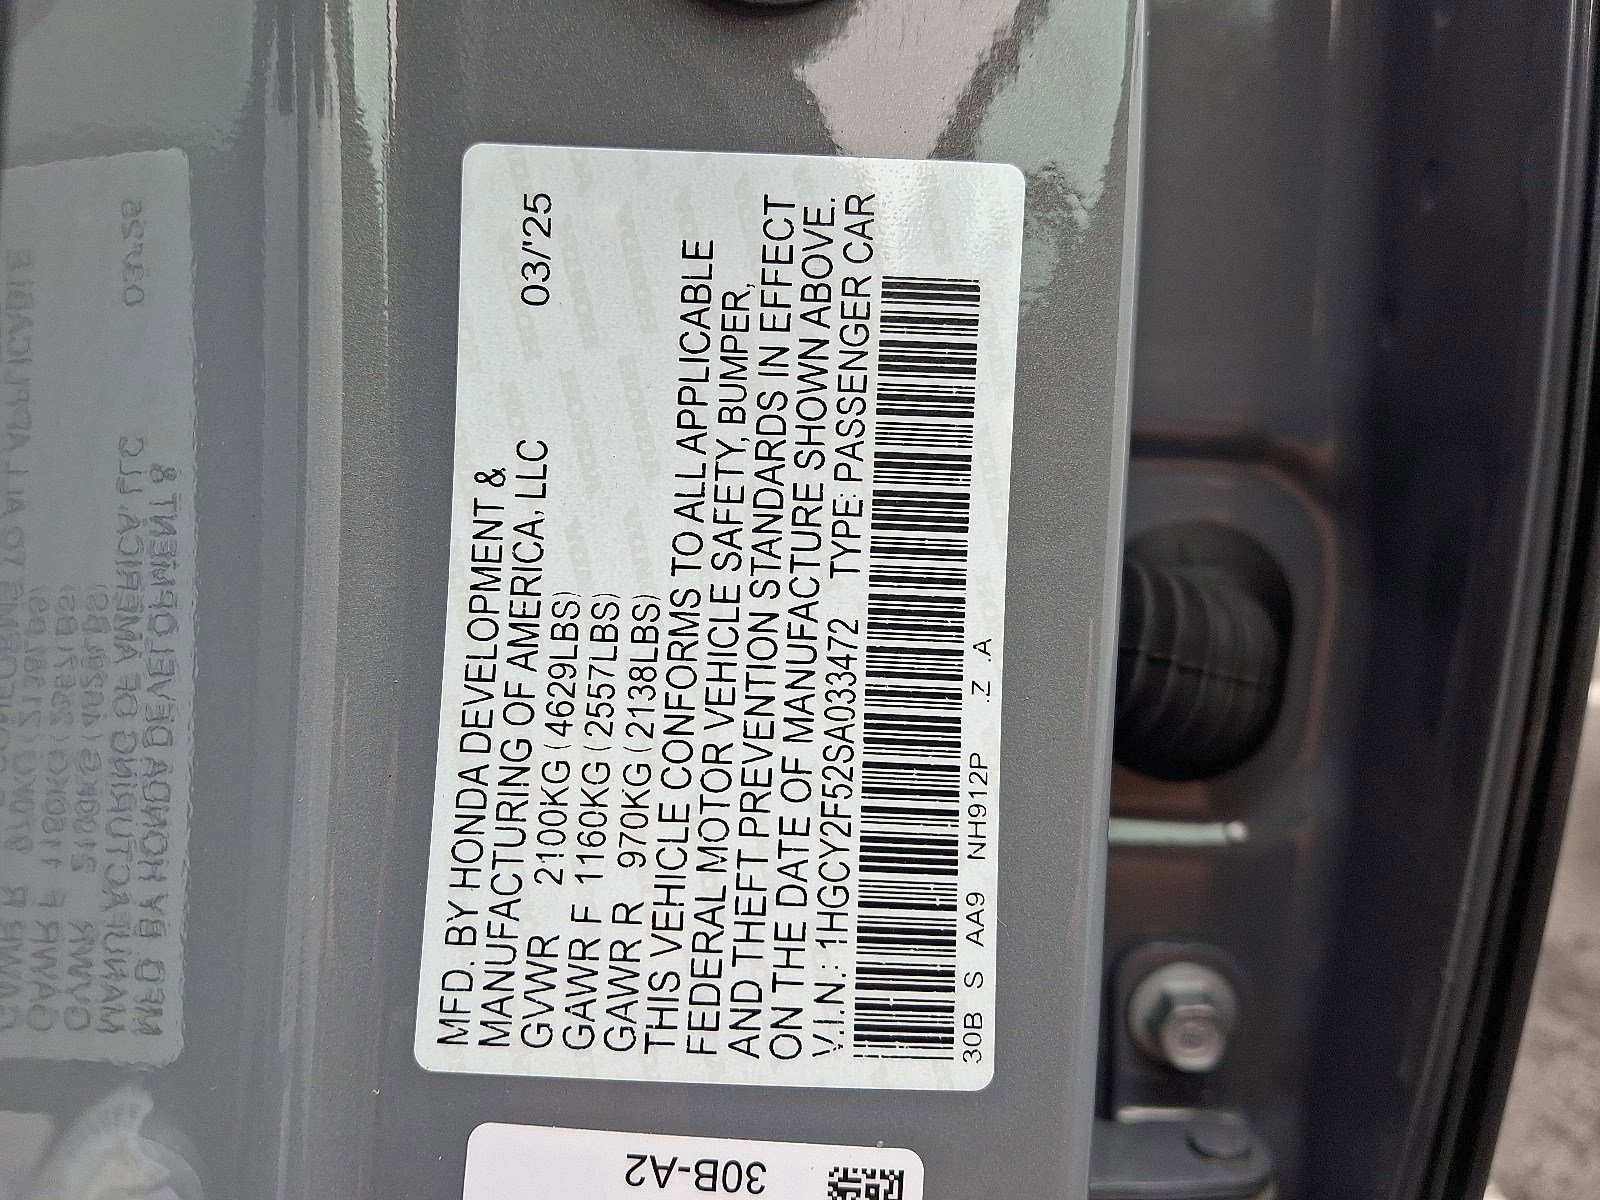 MFD. BY HONDA DEVELOPMENT &
MANUFACTURING OF AMERICA, LLC 03/'25
GVWR 2100KG (4629LBS)
GAWR F 1160KG (2557LBS)
GAWR R 970KG (2138LBS)
THIS VEHICLE CONFORMS TO ALL APPLICABLE
FEDERAL MOTOR VEHICLE SAFETY, BUMPER,
AND THEFT PREVENTION STANDARDS IN EFFECT
ON THE DATE OF MANUFACTURE SHOWN ABOVE.
V.I.N.: 1HGCY2F52SA033472 TYPE: PASSENGER CAR
30B S AA9 NH912P .Z .A
30B-A2